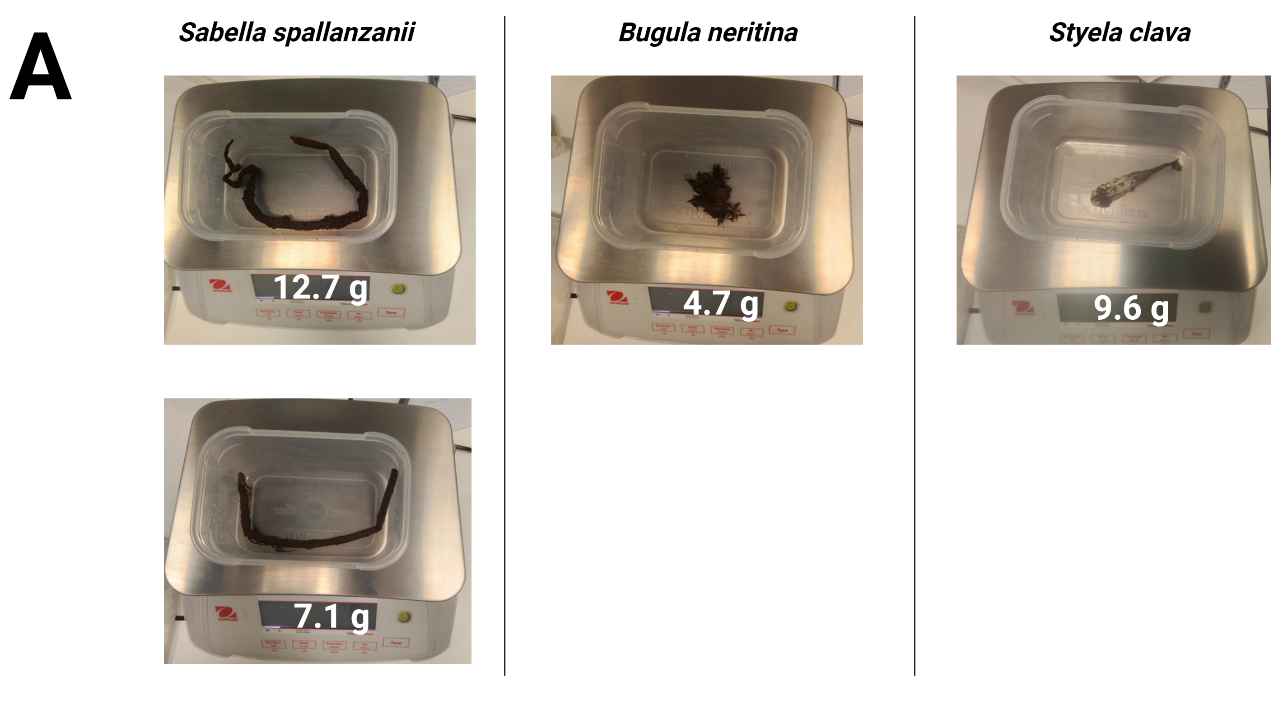 A
Sabella spallanzanii
Bugula neritina
Styela clava
12.7 g
4.7 g
9.6 g
7.1 g